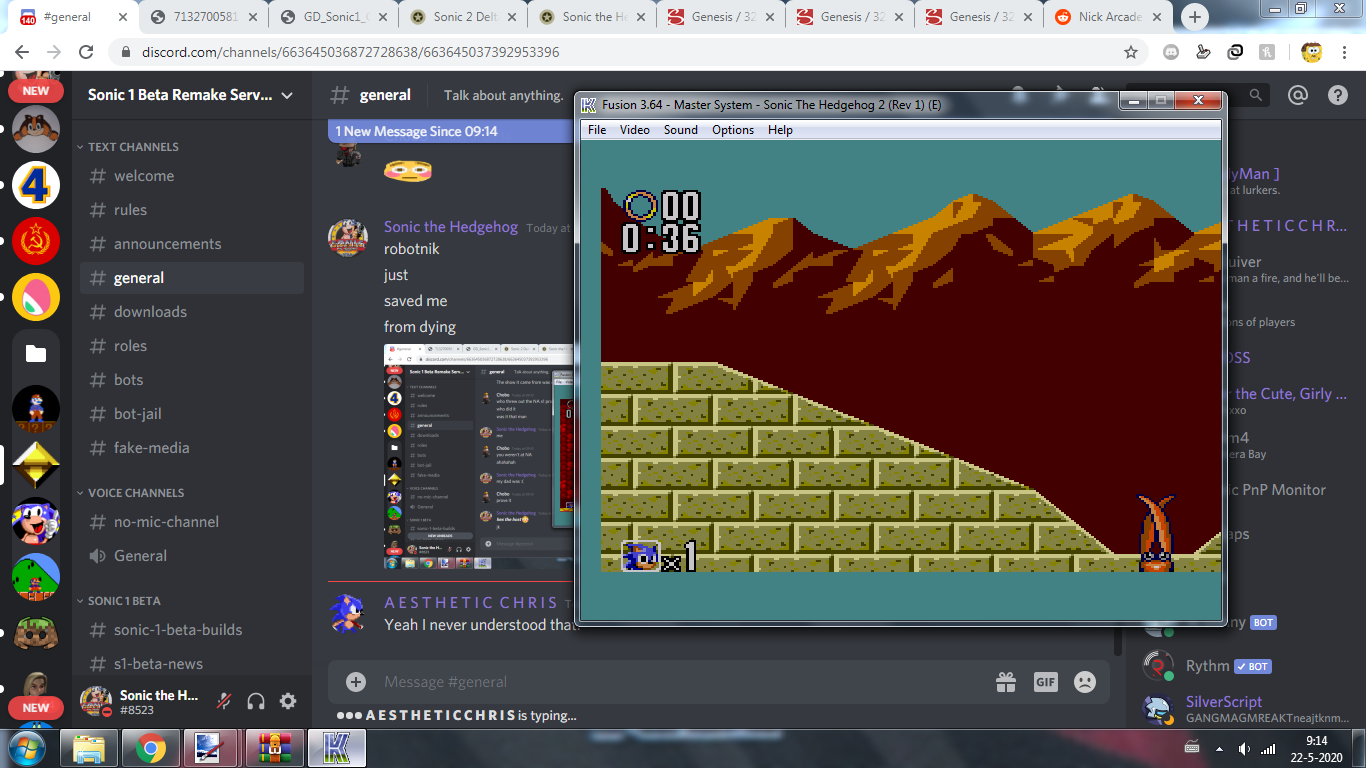 140
#general
7132700581
GD_Sonic1_
Sonic 2 Delt
Sonic the He
Genesis / 32
Genesis / 32
Genesis / 32
Nick Arcade
discord.com/channels/663645036872728638/663645037392953396
NEW
Sonic 1 Beta Remake Serv...
# general
Talk about anything.
TEXT CHANNELS
# welcome
# rules
# announcements
# general
# downloads
# roles
# bots
# bot-jail
# fake-media
VOICE CHANNELS
# no-mic-channel
General
SONIC 1 BETA
# sonic-1-beta-builds
# s1-beta-news
4
NEW
Sonic the H...
#8523
1 New Message Since 09:14
Sonic the Hedgehog Today at
robotnik
just
saved me
from dying
A E S T H E T I C C H R I S
Yeah I never understood that.
Message #general
GIF
A E S T H E T I C C H R I S is typing...
Fusion 3.64 - Master System - Sonic The Hedgehog 2 (Rev 1) (E)
File Video Sound Options Help
00
0:36
x1
yMan ]
at lurkers.
H E T I C C H R...
uiver
man a fire, and he'll be...
ons of players
OSS
r the Cute, Girly ...
xxo
m4
era Bay
ic PnP Monitor
aps
ny BOT
Rythm BOT
SilverScript
GANGMAGMREAKTneajtknm...
9:14
22-5-2020